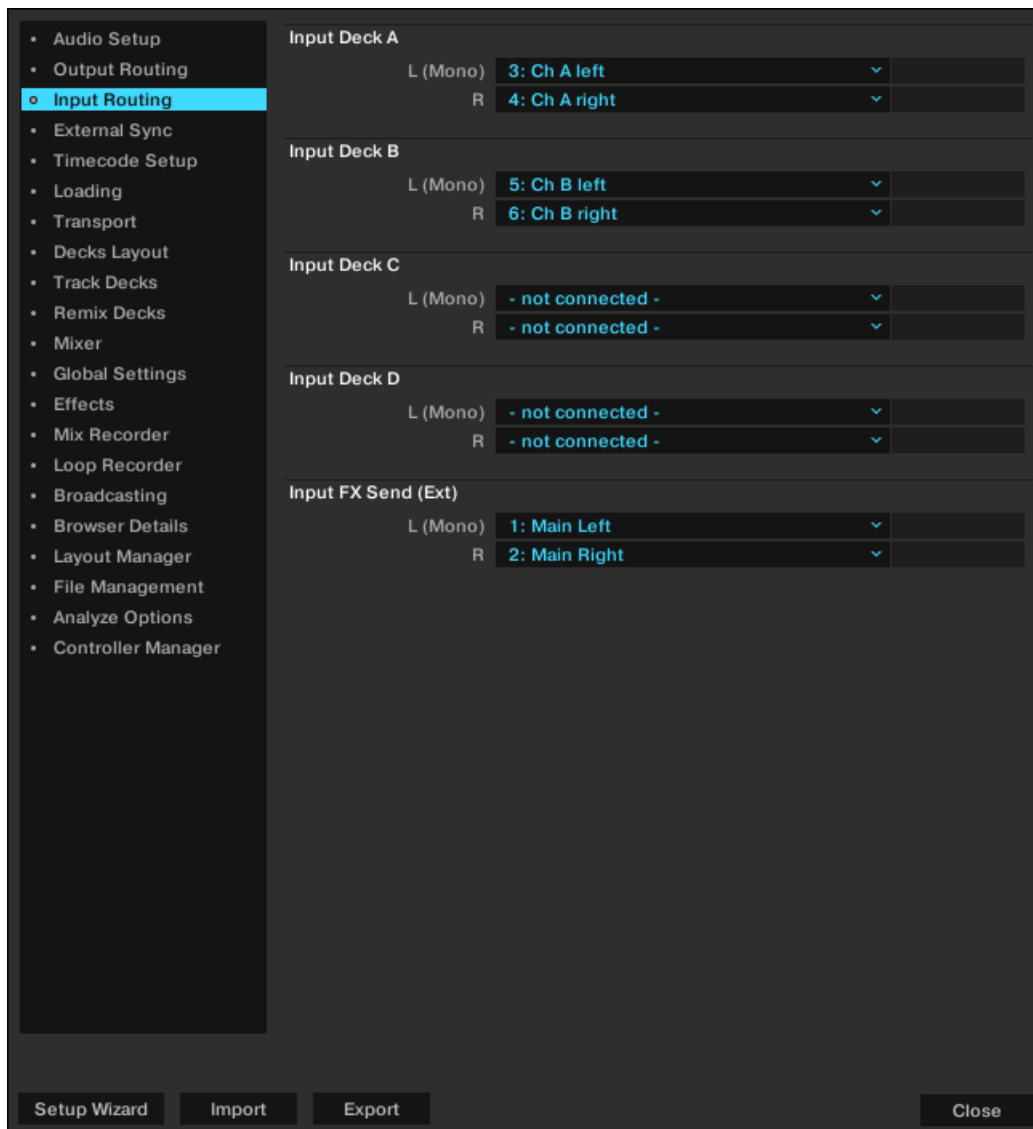 Audio Setup
Output Routing
Input Routing
External Sync
Timecode Setup
Loading
Transport
Decks Layout
Track Decks
Remix Decks
Mixer
Global Settings
Effects
Mix Recorder
Loop Recorder
Broadcasting
Browser Details
Layout Manager
File Management
Analyze Options
Controller Manager
Input Deck A
L (Mono) 3: Ch A left
R 4: Ch A right
Input Deck B
L (Mono) 5: Ch B left
R 6: Ch B right
Input Deck C
L (Mono) - not connected -
R - not connected -
Input Deck D
L (Mono) - not connected -
R - not connected -
Input FX Send (Ext)
L (Mono) 1: Main Left
R 2: Main Right
Setup Wizard Import Export Close